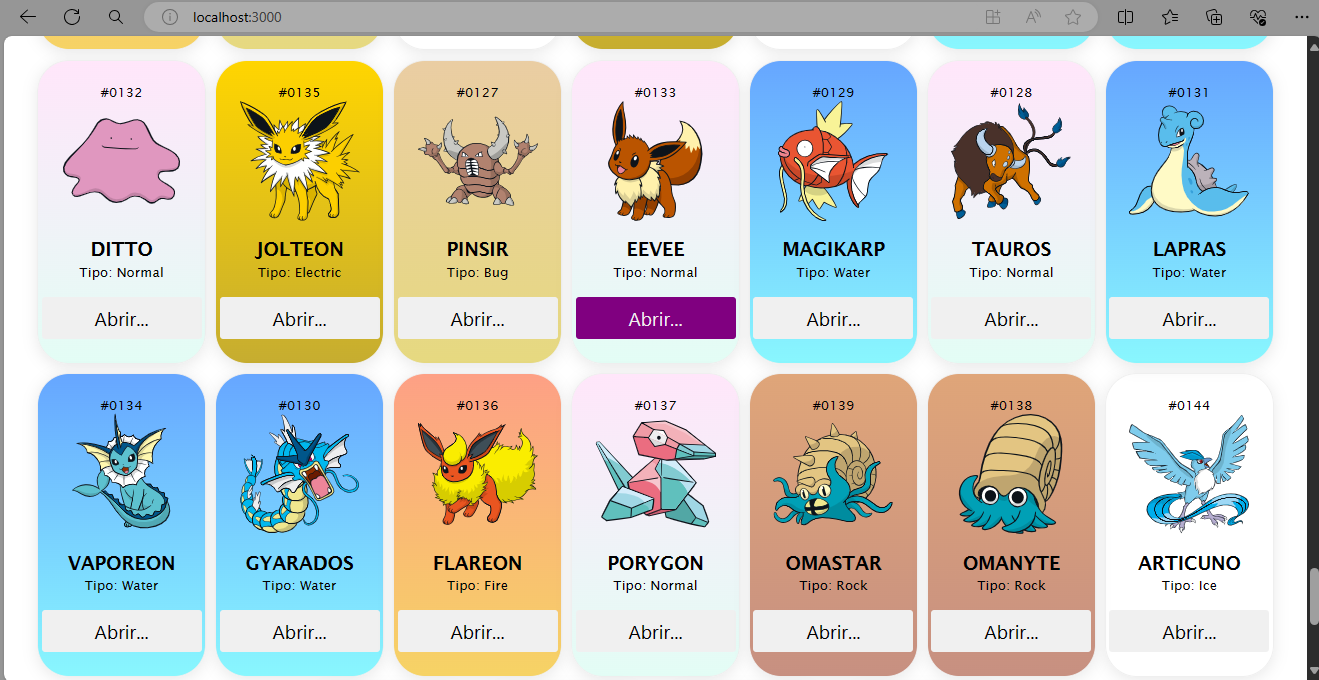 localhost:3000
#0132
DITTO
Tipo: Normal
Abrir...
#0135
JOLTEON
Tipo: Electric
Abrir...
#0127
PINSIR
Tipo: Bug
Abrir...
#0133
EEVEE
Tipo: Normal
Abrir...
#0129
MAGIKARP
Tipo: Water
Abrir...
#0128
TAUROS
Tipo: Normal
Abrir...
#0131
LAPRAS
Tipo: Water
Abrir...
#0134
VAPOREON
Tipo: Water
Abrir...
#0130
GYARADOS
Tipo: Water
Abrir...
#0136
FLAREON
Tipo: Fire
Abrir...
#0137
PORYGON
Tipo: Normal
Abrir...
#0139
OMASTAR
Tipo: Rock
Abrir...
#0138
OMANYTE
Tipo: Rock
Abrir...
#0144
ARTICUNO
Tipo: Ice
Abrir...